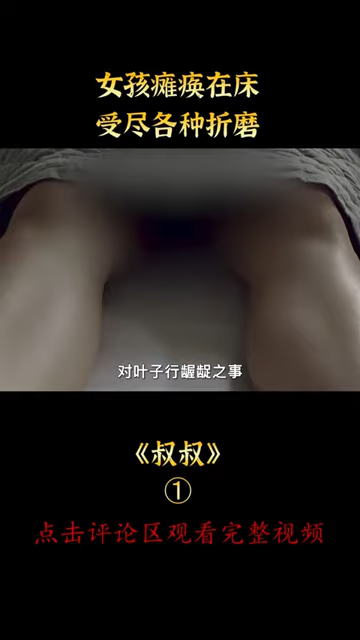 女孩瘫痪在床
受尽各种折磨
对叶子行龌龊之事
《叔叔》
①
点击评论区观看完整视频